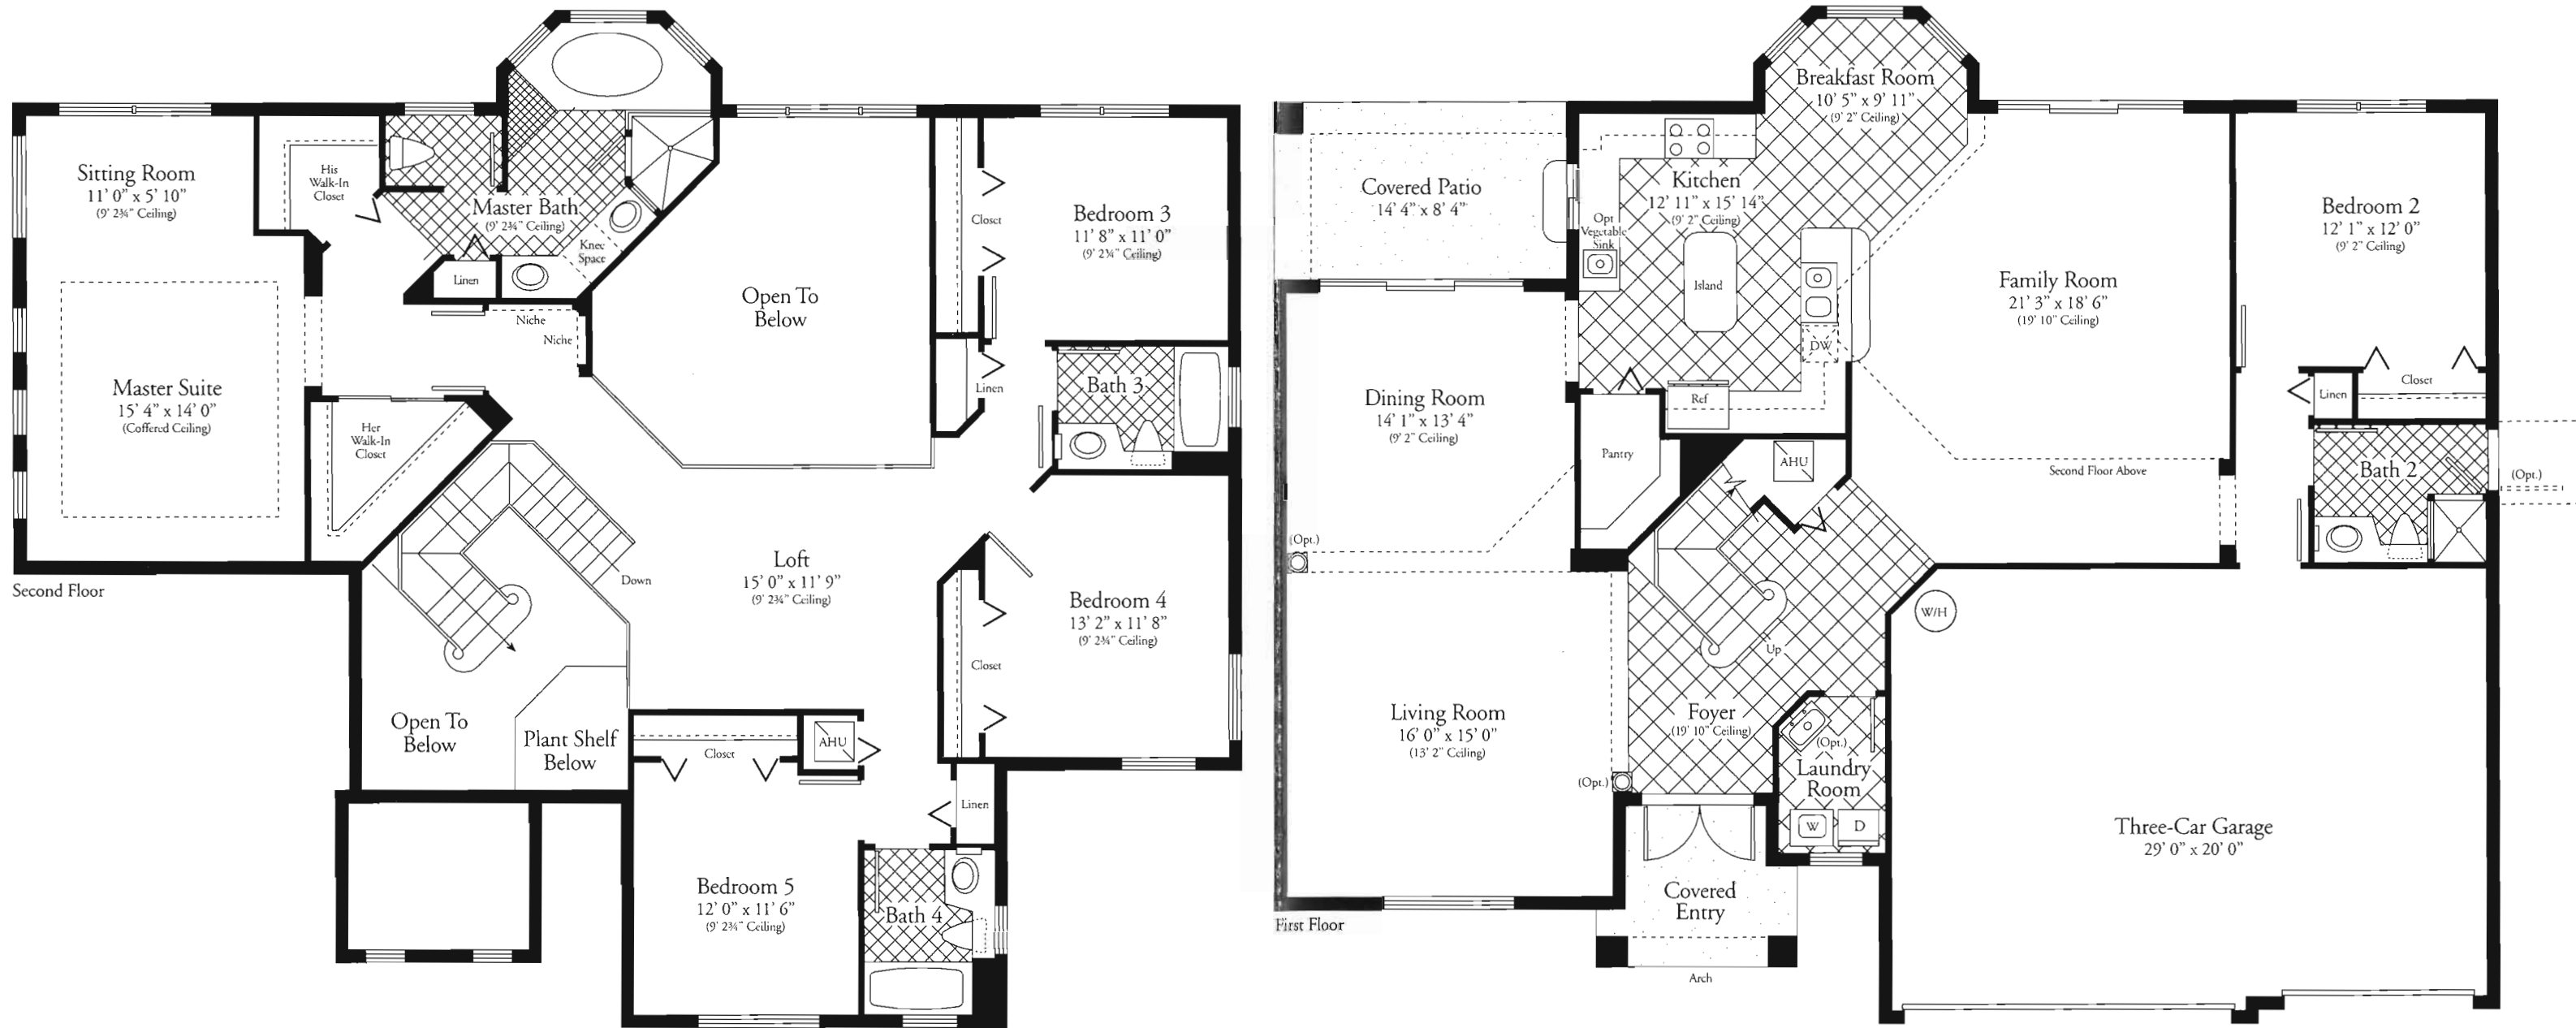 Sitting Room
11' 0" x 5' 10"
(9' 2¾" Ceiling)
His
Walk-In
Closet
Master Bath
(9' 2¾" Ceiling)
Knee
Space
Linen
Niche
Niche
Master Suite
15' 4" x 14' 0"
(Coffered Ceiling)
Her
Walk-In
Closet
Open To
Below
Closet
Bedroom 3
11' 8" x 11' 0"
(9' 2¾" Ceiling)
Linen
Bath 3
Second Floor
Down
Loft
15' 0" x 11' 9"
(9' 2¾" Ceiling)
Bedroom 4
13' 2" x 11' 8"
(9' 2¾" Ceiling)
Closet
Open To
Below
Plant Shelf
Below
Closet
AHU
Linen
Bedroom 5
12' 0" x 11' 6"
(9' 2¾" Ceiling)
Bath 4
Breakfast Room
10' 5" x 9' 11"
(9' 2" Ceiling)
Covered Patio
14' 4" x 8' 4"
Kitchen
12' 11" x 15' 14"
(9' 2" Ceiling)
Opt
Vegetable
Sink
Island
DW
Ref
Family Room
21' 3" x 18' 6"
(19' 10" Ceiling)
Bedroom 2
12' 1" x 12' 0"
(9' 2" Ceiling)
Linen
Closet
Dining Room
14' 1" x 13' 4"
(9' 2" Ceiling)
Pantry
AHU
Second Floor Above
Bath 2
(Opt.)
(Opt.)
W/H
Up
Living Room
16' 0" x 15' 0"
(13' 2" Ceiling)
Foyer
(19' 10" Ceiling)
(Opt.)
(Opt.)
Laundry
Room
W
D
Three-Car Garage
29' 0" x 20' 0"
Covered
Entry
First Floor
Arch